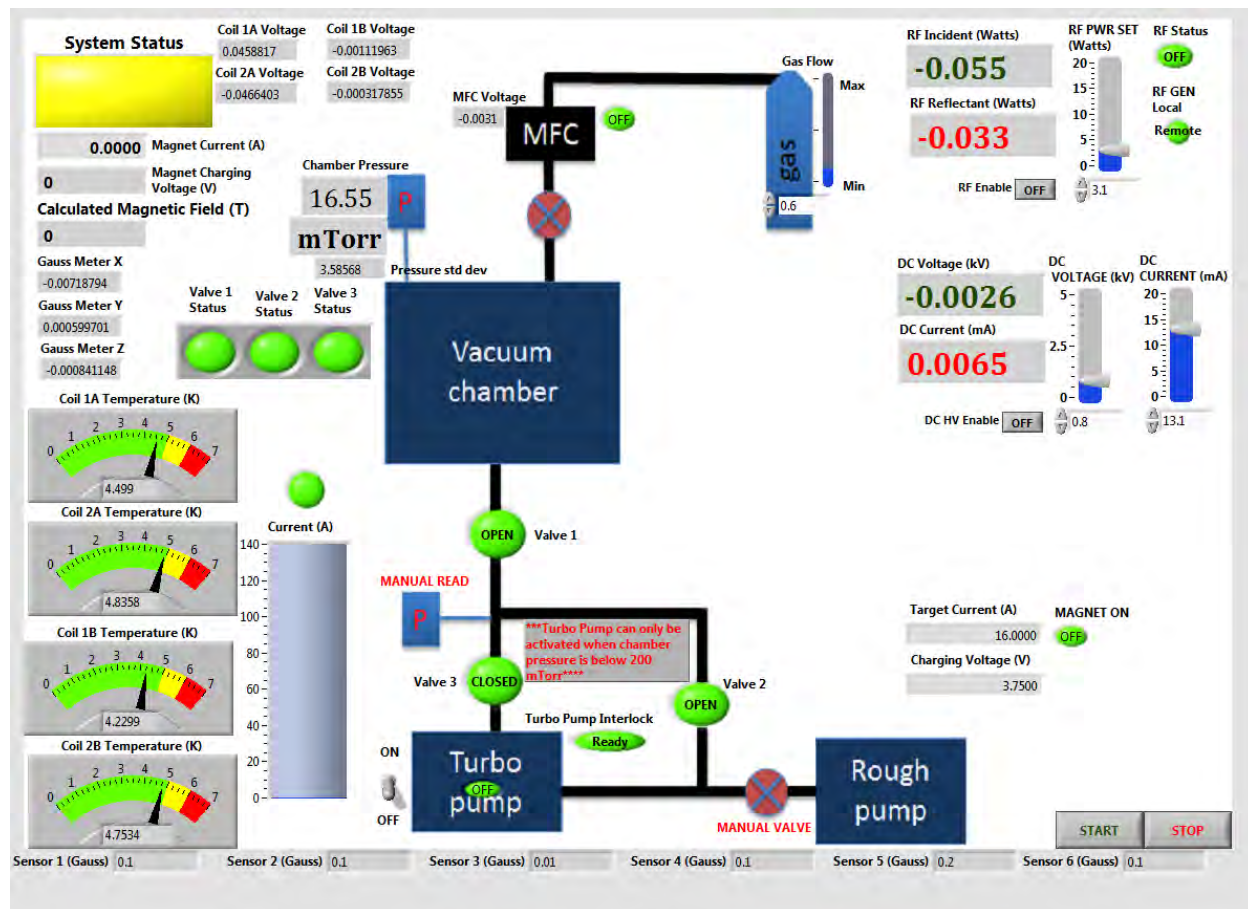 System Status
Coil 1A Voltage
0.0458817
Coil 1B Voltage
-0.00111963
Coil 2A Voltage
-0.0466403
Coil 2B Voltage
-0.000317855
0.0000 Magnet Current (A)
0 Magnet Charging
Voltage (V)
Calculated Magnetic Field (T)
0
Gauss Meter X
-0.00718794
Gauss Meter Y
0.000599701
Gauss Meter Z
-0.000841148
Valve 1
Status
Valve 2
Status
Valve 3
Status
Chamber Pressure
16.55
mTorr
3.58568 Pressure std dev
P
MFC Voltage
-0.0031
MFC
OFF
Gas Flow
Max
Min
gas
0.6
Vacuum
chamber
RF Incident (Watts)
-0.055
RF Reflectant (Watts)
-0.033
RF PWR SET
(Watts)
20
15
10
5
0
3.1
RF Status
OFF
RF GEN
Local
Remote
RF Enable OFF
DC Voltage (kV)
-0.0026
DC Current (mA)
0.0065
DC HV Enable OFF
DC
VOLTAGE (kV)
5
2.5
0
0.8
DC
CURRENT (mA)
20
15
10
5
0
13.1
Coil 1A Temperature (K)
0 1 2 3 4 5 6 7
4.499
Coil 2A Temperature (K)
0 1 2 3 4 5 6 7
4.8358
Coil 1B Temperature (K)
0 1 2 3 4 5 6 7
4.2299
Coil 2B Temperature (K)
0 1 2 3 4 5 6 7
4.7534
Current (A)
140
120
100
80
60
40
20
0
OPEN Valve 1
MANUAL READ
P
***Turbo Pump can only be
activated when chamber
pressure is below 200
mTorr****
Valve 3 CLOSED
Valve 2
OPEN
Turbo Pump Interlock
Ready
ON
OFF
Turbo
pump
OFF
MANUAL VALVE
Rough
pump
Target Current (A)
16.0000
MAGNET ON
OFF
Charging Voltage (V)
3.7500
START
STOP
Sensor 1 (Gauss) 0.1
Sensor 2 (Gauss) 0.1
Sensor 3 (Gauss) 0.01
Sensor 4 (Gauss) 0.1
Sensor 5 (Gauss) 0.2
Sensor 6 (Gauss) 0.1